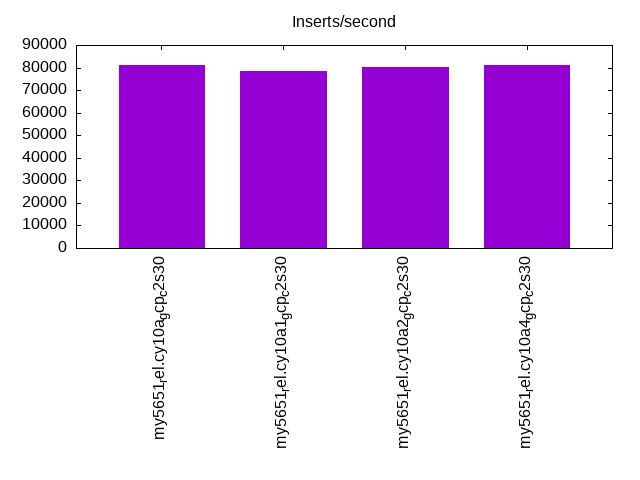 Inserts/second
90000
80000
70000
60000
50000
40000
30000
20000
10000
0
my5651rel.cy10agcpc2s30
my5651rel.cy10a1gcpc2s30
my5651rel.cy10a2gcpc2s30
my5651rel.cy10a4gcpc2s30